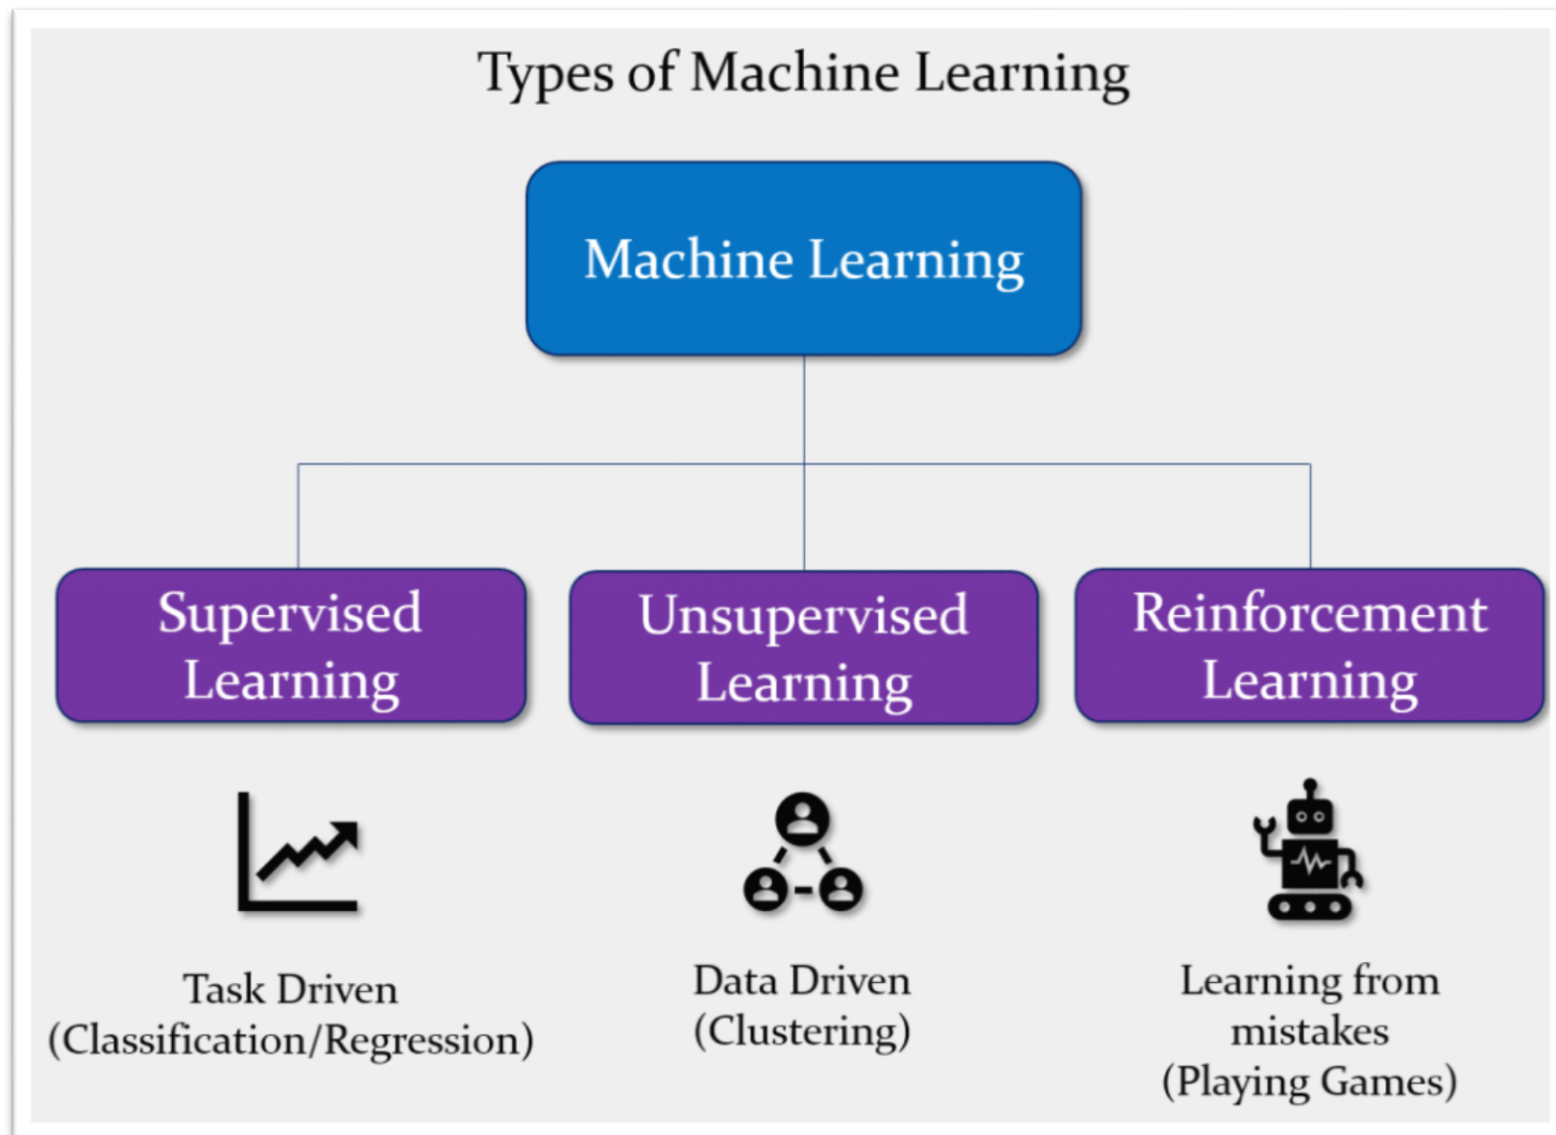 Types of Machine Learning
Machine Learning
Supervised
Learning
Unsupervised
Learning
Reinforcement
Learning
Task Driven
(Classification/Regression)
Data Driven
(Clustering)
Learning from
mistakes
(Playing Games)